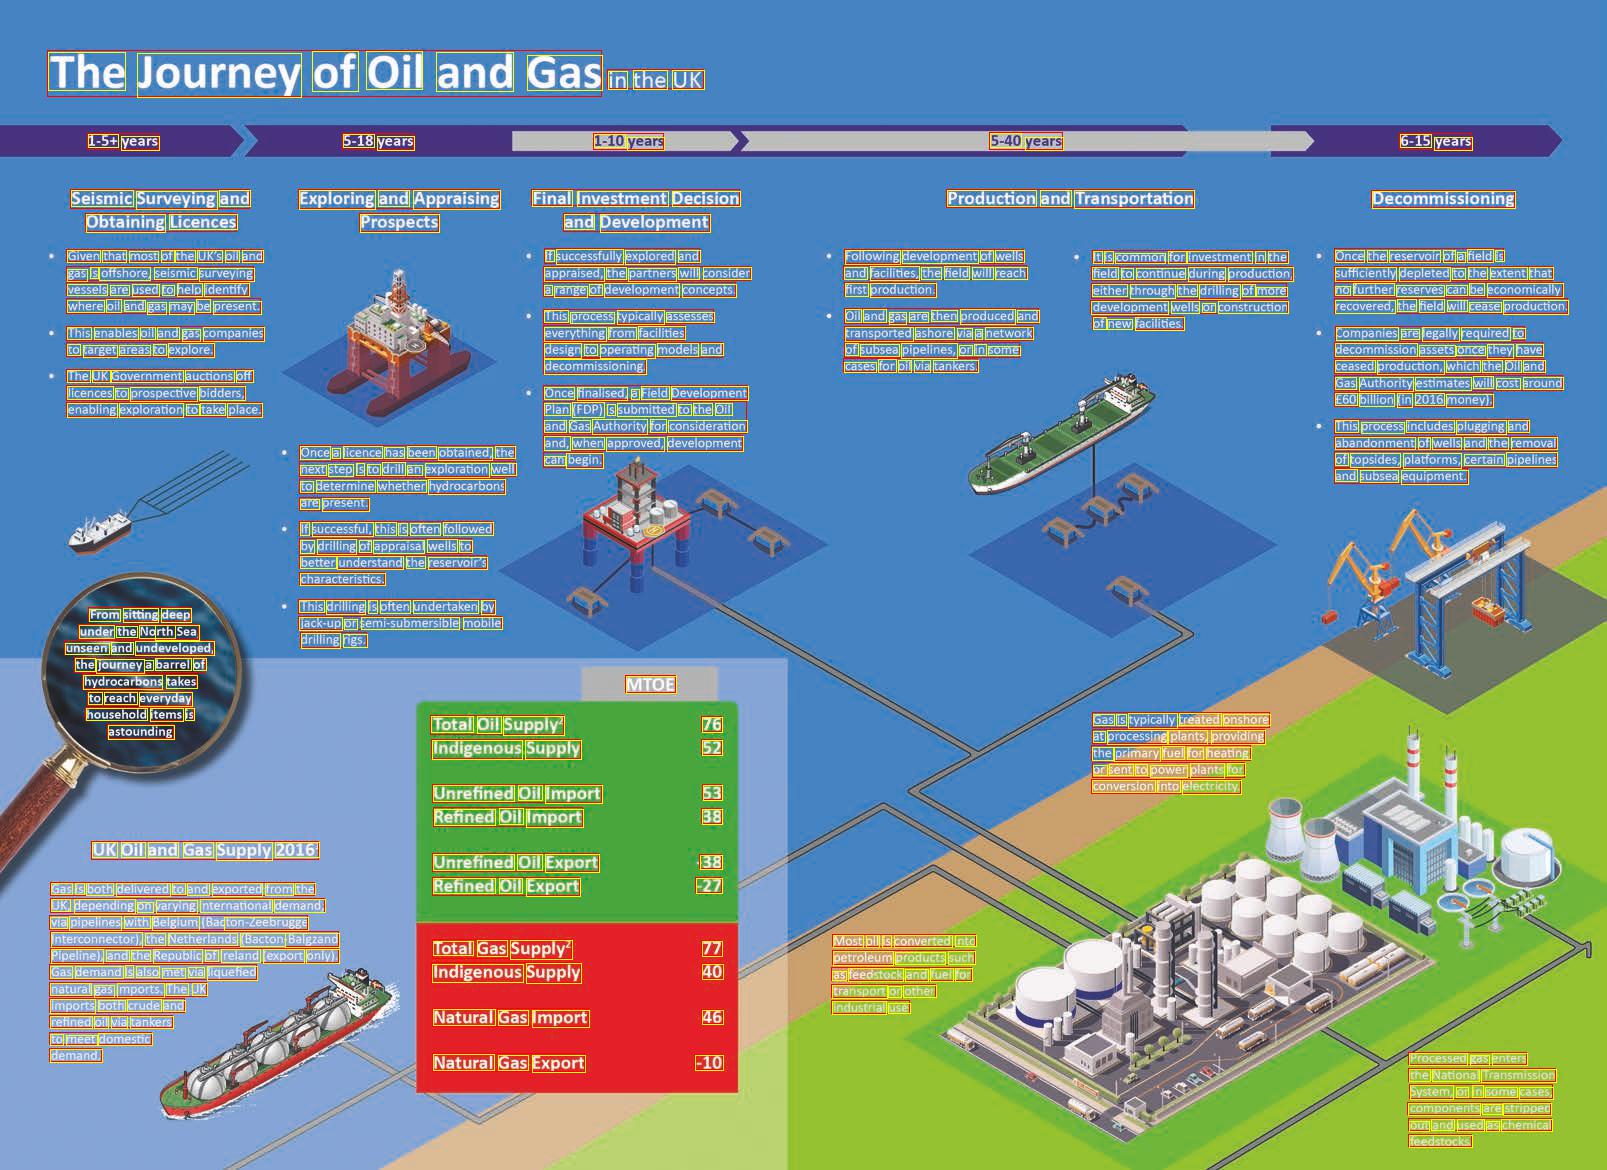 The Journey of Oil and Gas in the UK
1-5+ years
5-18 years
1-10 years
5-40 years
6-15 years
Seismic Surveying and
Obtaining Licences
Given that most of the UK's oil and
gas is offshore, seismic surveying
vessels are used to help identify
where oil and gas may be present.
This enables oil and gas companies
to target areas to explore.
The UK Government auctions off
licences to prospective bidders,
enabling exploration to take place.
Exploring and Appraising
Prospects
Once a licence has been obtained, the
next step is to drill an exploration well
to determine whether hydrocarbons
are present.
If successful, this is often followed
by drilling of appraisal wells to
better understand the reservoir's
characteristics.
This drilling is often undertaken by
jack-up or semi-submersible mobile
drilling rigs.
Final Investment Decision
and Development
If successfully explored and
appraised, the partners will consider
a range of development concepts.
This process typically assesses
everything from facilities
design to operating models and
decommissioning.
Once finalised, a Field Development
Plan (FDP) is submitted to the Oil
and Gas Authority for consideration
and, when approved, development
can begin.
Production and Transportation
Following development of wells
and facilities, the field will reach
first production.
Oil and gas are then produced and
transported ashore via a network
of subsea pipelines, or in some
cases for oil via tankers.
It is common for investment in the
field to continue during production,
either through the drilling of more
development wells or construction
of new facilities.
Decommissioning
Once the reservoir of a field is
sufficiently depleted to the extent that
no further reserves can be economically
recovered, the field will cease production.
Companies are legally required to
decommission assets once they have
ceased production, which the Oil and
Gas Authority estimates will cost around
£60 billion (in 2016 money).
This process includes plugging and
abandonment of wells and the removal
of topsides, platforms, certain pipelines
and subsea equipment.
From sitting deep
under the North Sea
unseen and undeveloped,
the journey a barrel of
hydrocarbons takes
to reach everyday
household items is
astounding
UK Oil and Gas Supply 2016
Gas is both delivered to and exported from the
UK, depending on varying international demand,
via pipelines with Belgium (Bacton-Zeebrugge
Interconnector), the Netherlands (Bacton-Balgzand
Pipeline), and the Republic of Ireland (export only).
Gas demand is also met via liquefied
natural gas imports. The UK
imports both crude and
refined oil via tankers
to meet domestic
demand.
MTOE
Total Oil Supply² 76
Indigenous Supply 52
Unrefined Oil Import 53
Refined Oil Import 38
Unrefined Oil Export -38
Refined Oil Export -27
Total Gas Supply² 77
Indigenous Supply 40
Natural Gas Import 46
Natural Gas Export -10
Gas is typically treated onshore
at processing plants, providing
the primary fuel for heating
or sent to power plants for
conversion into electricity.
Most oil is converted into
petroleum products such
as feedstock and fuel for
transport or other
industrial use
Processed gas enters
the National Transmission
System, or in some cases,
components are stripped
out and used as chemical
feedstocks